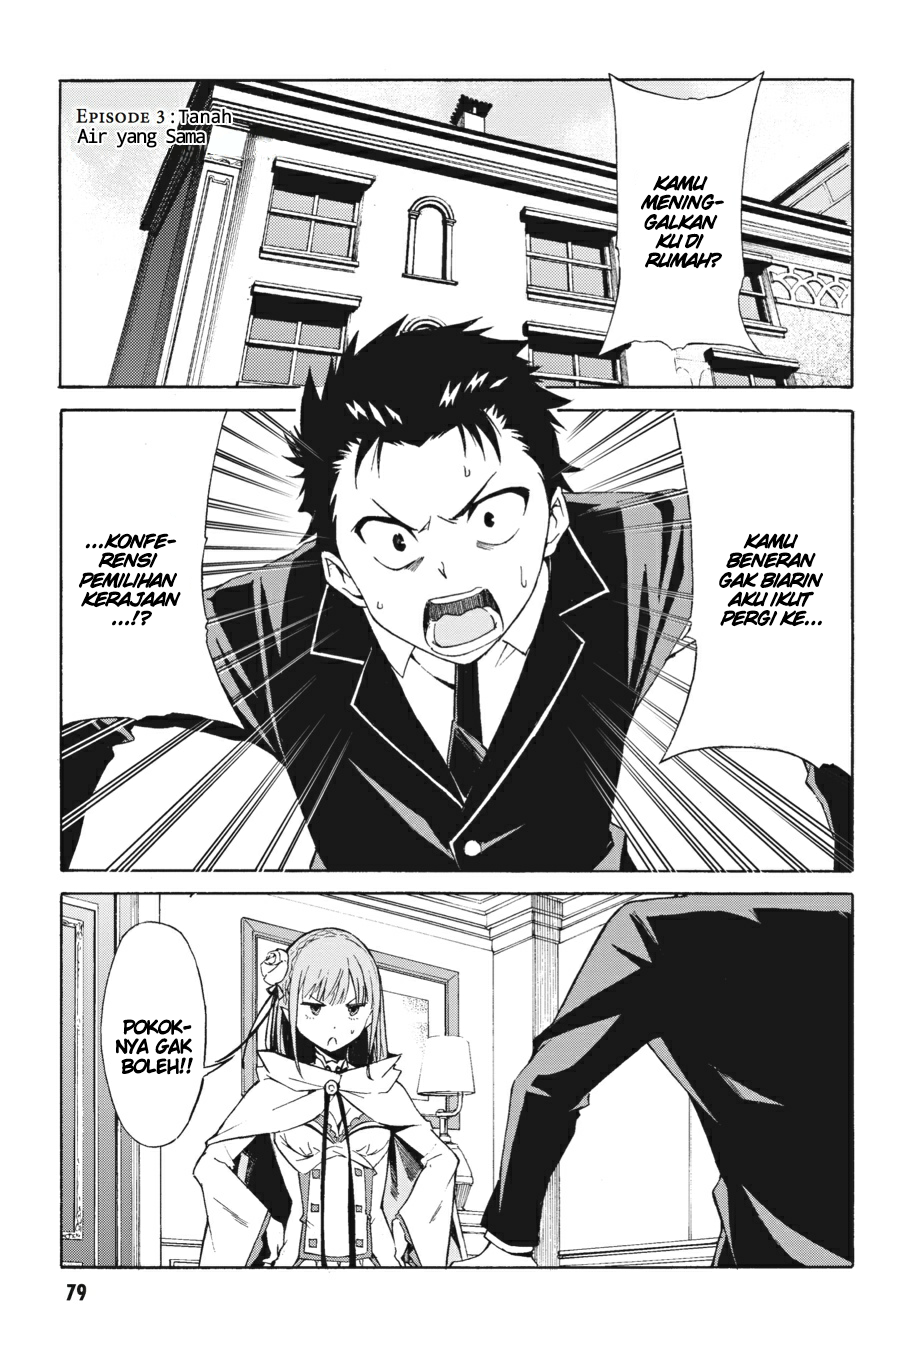 EPISODE 3 : Tanah
Air yang Sama
KAMU
MENING-
GALKAN
KU DI
RUMAH?
KAMU
BENERAN
GAK BIARIN
AKU IKUT
PERGI KE...
...KONFE-
RENSI
PEMILIHAN
KERAJAAN
...!?
POKOK-
NYA GAK
BOLEH!!
79